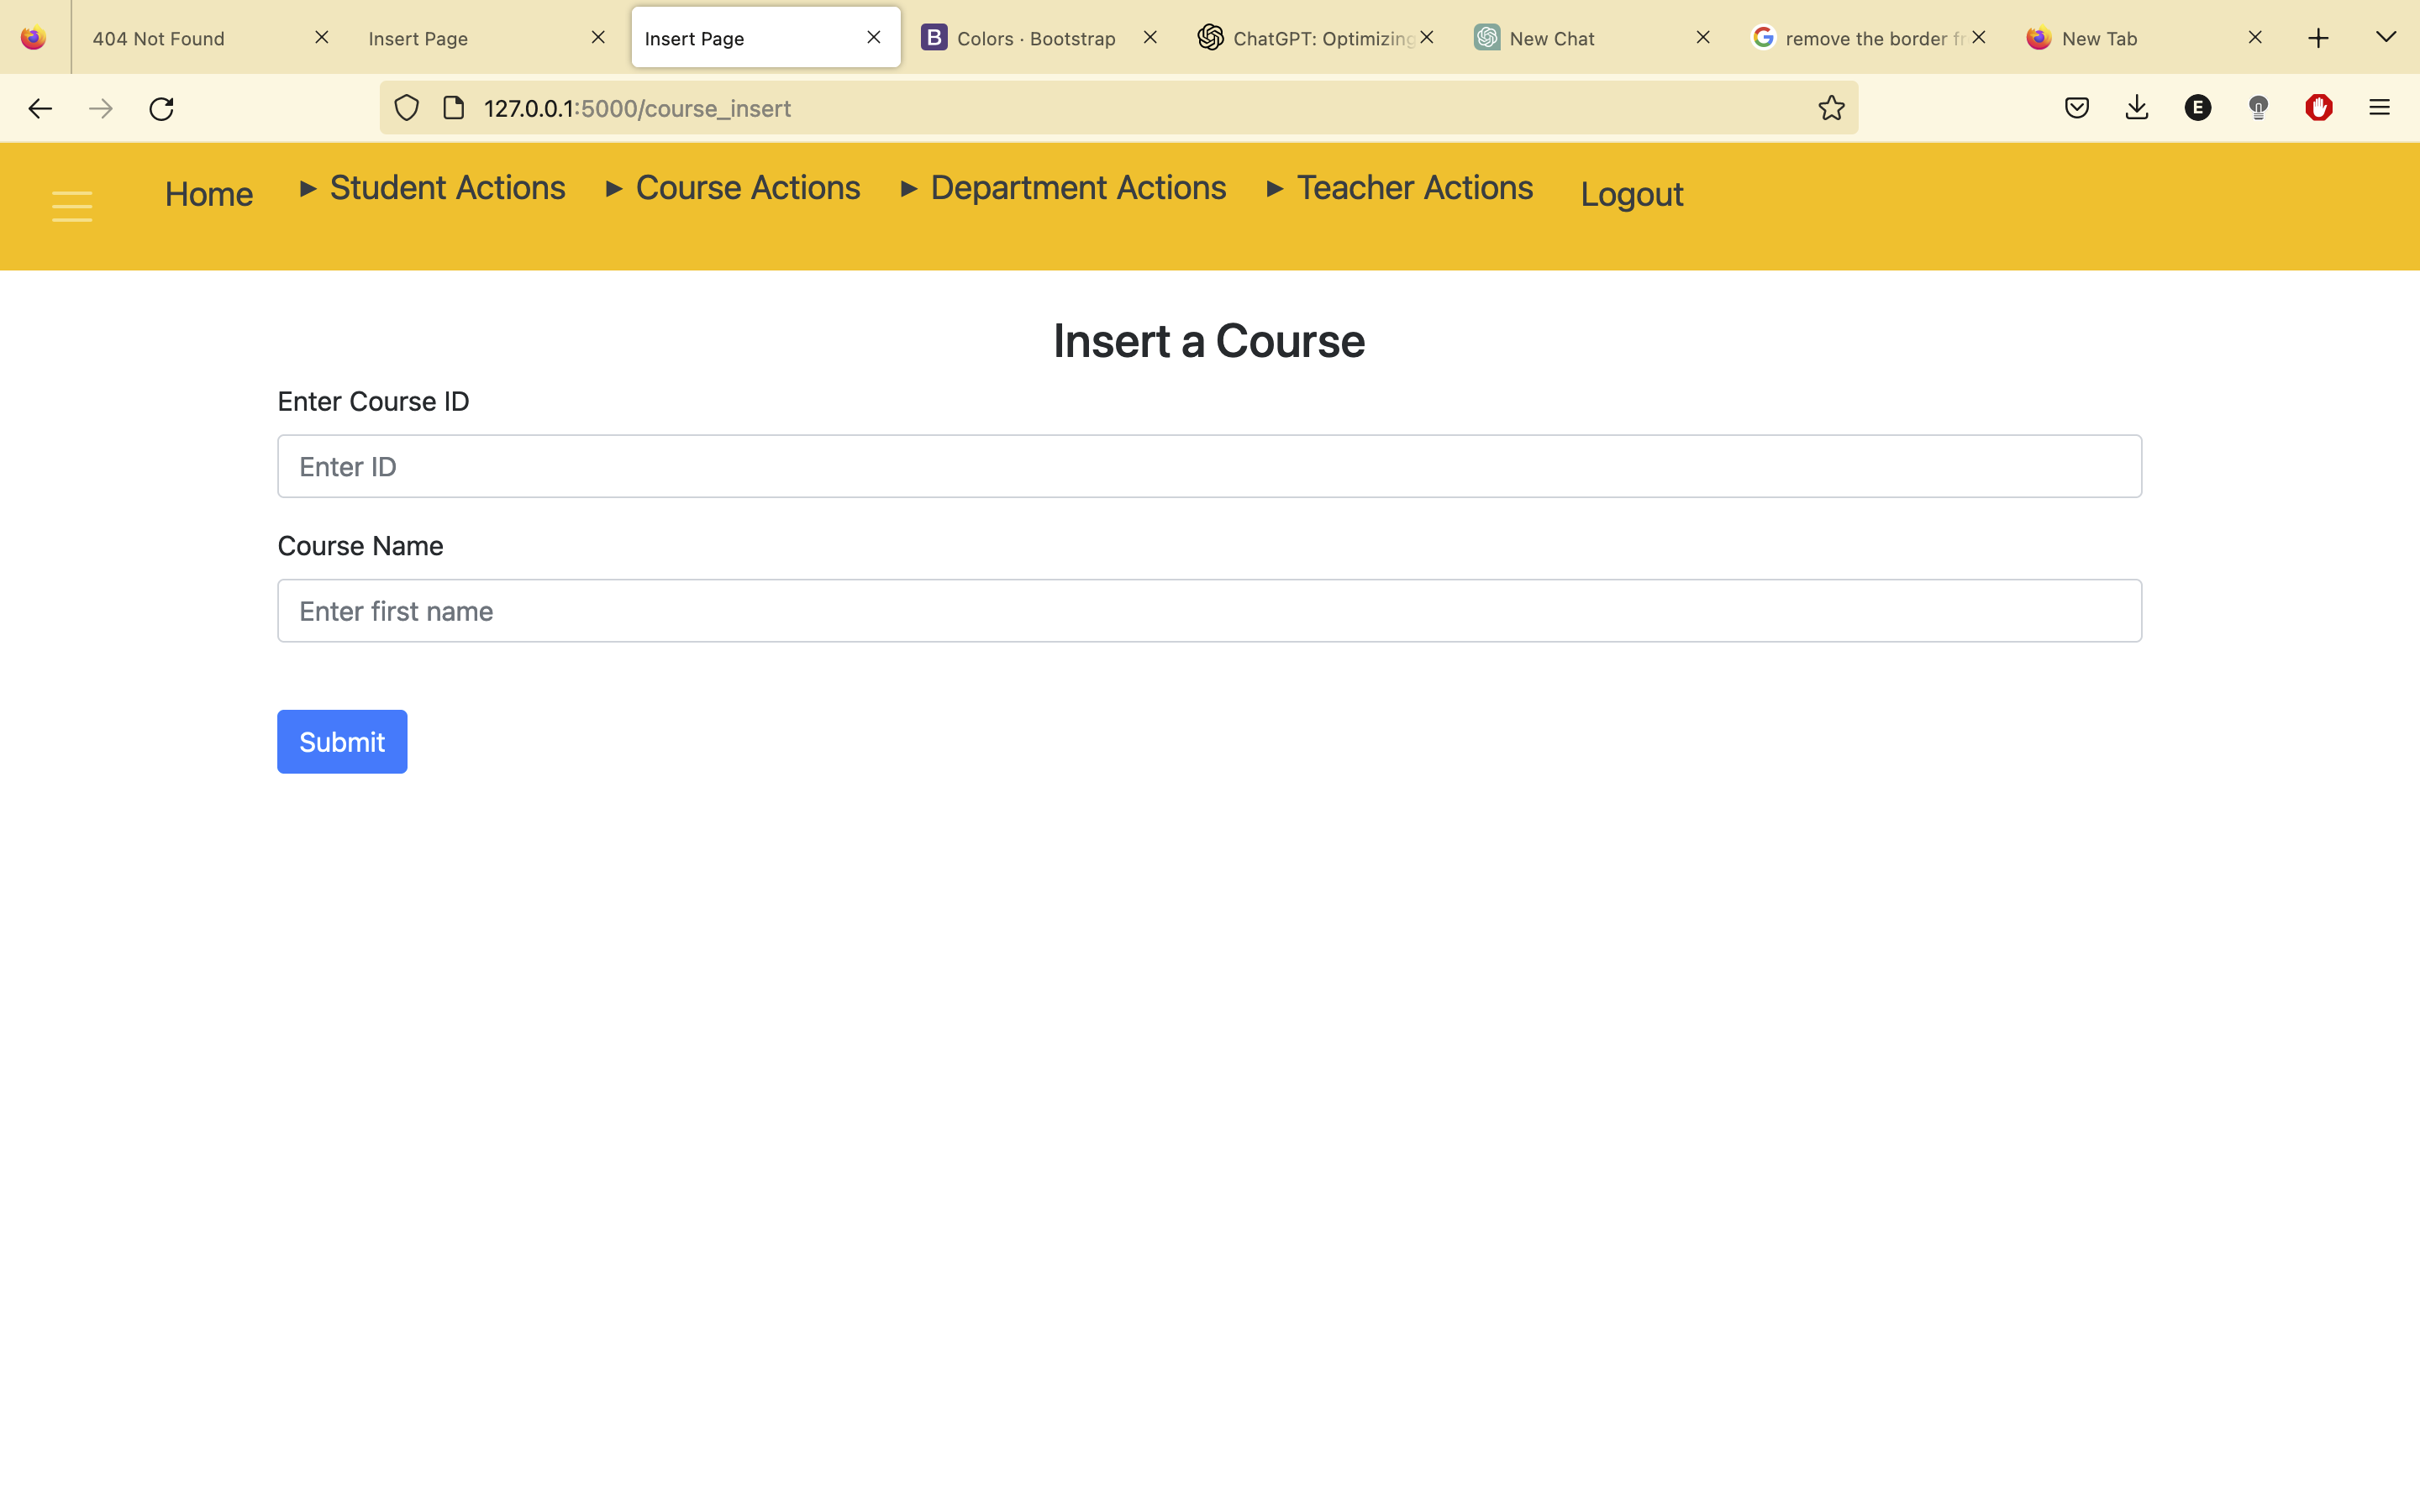 404 Not Found
Insert Page
Insert Page
B Colors · Bootstrap
ChatGPT: Optimizing
New Chat
remove the border fr
New Tab
127.0.0.1:5000/course_insert
E
Home ▶ Student Actions ▶ Course Actions ▶ Department Actions ▶ Teacher Actions Logout
Insert a Course
Enter Course ID
Enter ID
Course Name
Enter first name
Submit